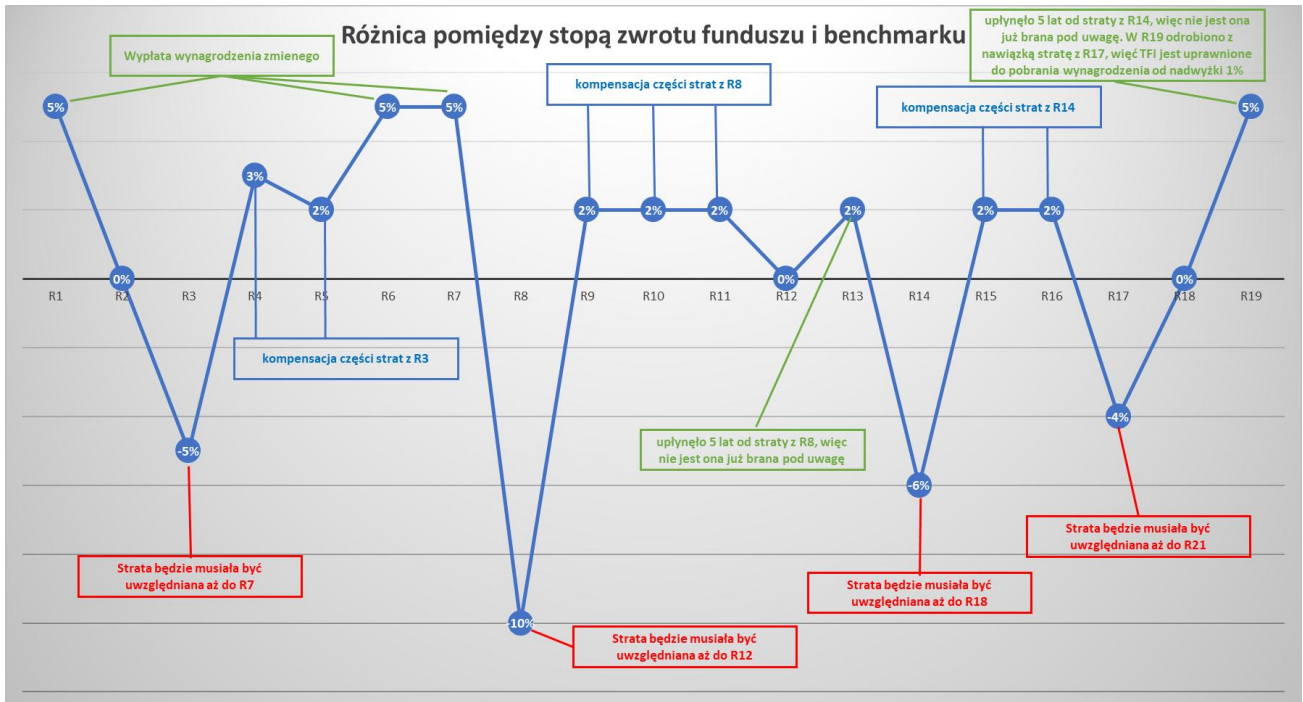 Różnica pomiędzy stopą zwrotu funduszu i benchmarku
upłynęło 5 lat od straty z R14, więc nie jest ona
już brana pod uwagę. W R19 odrobiono z
nawiązką stratę z R17, więć TFI jest uprawnione
do pobrania wynagrodzenia od nadwyżki 1%
Wypłata wynagrodzenia zmienego
kompensacja części strat z R8
kompensacja części strat z R14
5%
5%
5%
5%
3%
2%
2%
2%
2%
2%
2%
2%
0%
0%
0%
R1
R2
R3
R4
R5
R6
R7
R8
R9
R10
R11
R12
R13
R14
R15
R16
R17
R18
R19
kompensacja części strat z R3
-5%
-4%
-6%
-10%
upłynęło 5 lat od straty z R8, więc
nie jest ona już brana pod uwagę
Strata będzie musiała być
uwzględniana aż do R21
Strata będzie musiała być
uwzględniana aż do R7
Strata będzie musiała być
uwzględniana aż do R18
Strata będzie musiała być
uwzględniana aż do R12